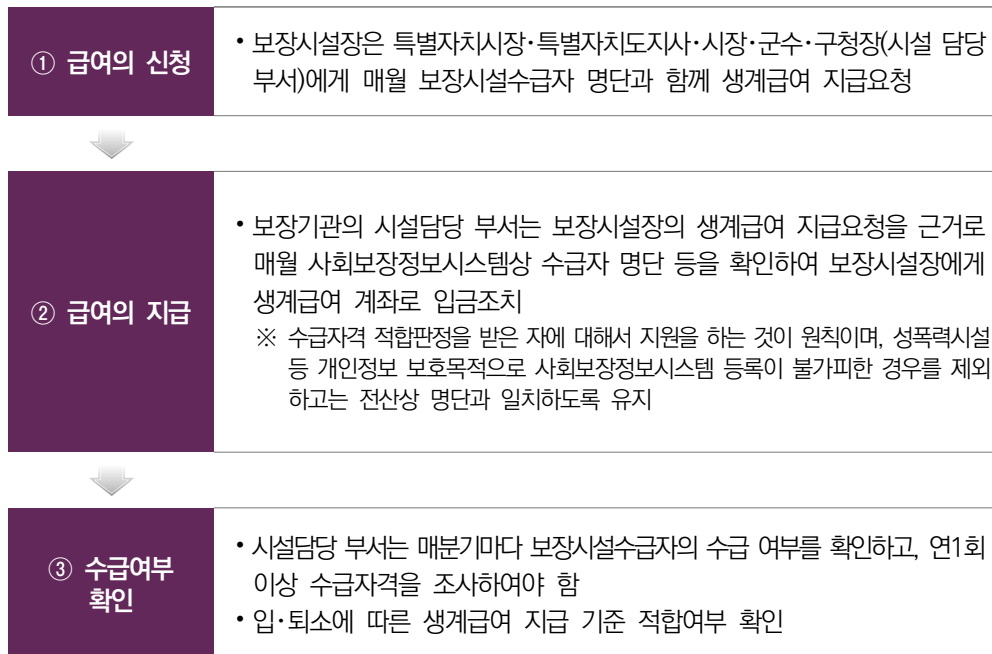 ① 급여의 신청
• 보장시설장은 특별자치시장·특별자치도지사·시장·군수·구청장(시설 담당
부서)에게 매월 보장시설수급자 명단과 함께 생계급여 지급요청
② 급여의 지급
• 보장기관의 시설담당 부서는 보장시설장의 생계급여 지급요청을 근거로
매월 사회보장정보시스템상 수급자 명단 등을 확인하여 보장시설장에게
생계급여 계좌로 입금조치
※ 수급자격 적합판정을 받은 자에 대해서 지원을 하는 것이 원칙이며, 성폭력시설
등 개인정보 보호목적으로 사회보장정보시스템 등록이 불가피한 경우를 제외
하고는 전산상 명단과 일치하도록 유지
③ 수급여부
확인
• 시설담당 부서는 매분기마다 보장시설수급자의 수급 여부를 확인하고, 연1회
이상 수급자격을 조사하여야 함
• 입·퇴소에 따른 생계급여 지급 기준 적합여부 확인